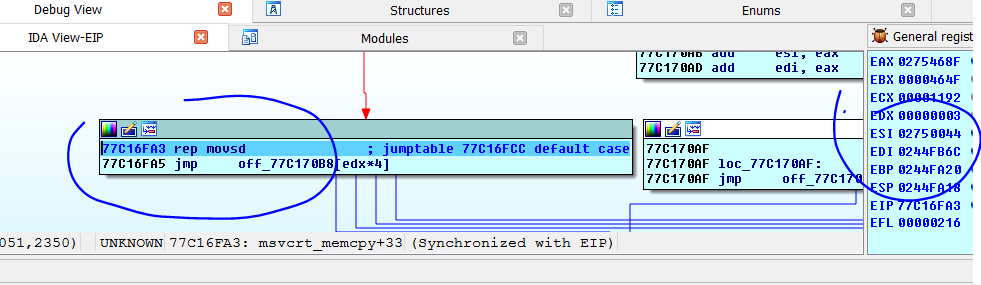 Debug View
Structures
Enums
IDA View-EIP
Modules
General regist
77C170AB add esi, eax
77C170AD add edi, eax
EAX 0275468F
EBX 0000464F
ECX 00001192
EDX 00000003
ESI 02750044
EDI 0244FB6C
EBP 0244FA20
ESP 0244FA18
EIP 77C16FA3
EFL 00000216
77C16FA3 rep movsd ; jumptable 77C16FCC default case
77C16FA5 jmp off_77C170B8[edx*4]
77C170AF
77C170AF loc_77C170AF:
77C170AF jmp off_77C170
051,2350) UNKNOWN 77C16FA3: msvcrt_memcpy+33 (Synchronized with EIP)